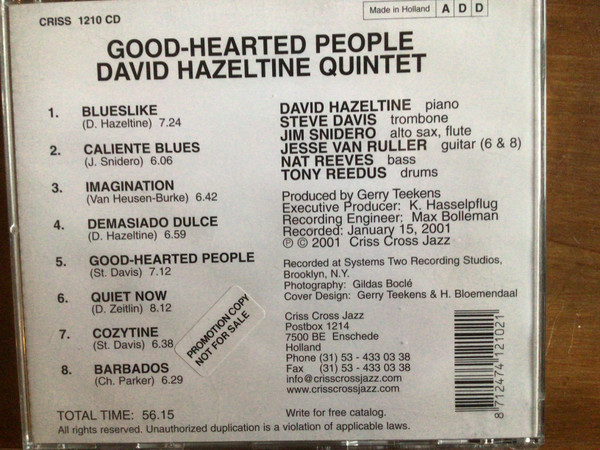 CRISS 1210 CD
Made in Holland A D D
GOOD-HEARTED PEOPLE
DAVID HAZELTINE QUINTET
1. BLUESLIKE
(D. Hazeltine) 7.24
2. CALIENTE BLUES
(J. Snidero) 6.06
3. IMAGINATION
(Van Heusen-Burke) 6.42
4. DEMASIADO DULCE
(D. Hazeltine) 6.59
5. GOOD-HEARTED PEOPLE
(St. Davis) 7.12
6. QUIET NOW
(D. Zeitlin) 8.12
7. COZYTINE
(St. Davis) 6.38
8. BARBADOS
(Ch. Parker) 6.29
PROMOTION COPY
NOT FOR SALE
TOTAL TIME: 56.15
DAVID HAZELTINE piano
STEVE DAVIS trombone
JIM SNIDERO alto sax, flute
JESSE VAN RULLER guitar (6 & 8)
NAT REEVES bass
TONY REEDUS drums
Produced by Gerry Teekens
Executive Producer: K. Hasselpflug
Recording Engineer: Max Bolleman
Recorded: January 15, 2001
℗ © 2001 Criss Cross Jazz
Recorded at Systems Two Recording Studios,
Brooklyn, N.Y.
Photography: Gildas Boclé
Cover Design: Gerry Teekens & H. Bloemendaal
Criss Cross Jazz
Postbox 1214
7500 BE Enschede
Holland
Phone (31) 53 - 433 03 38
Fax (31) 53 - 433 03 38
info@crisscrossjazz.com
www.crisscrossjazz.com
Write for free catalog.
8 712474 121021
All rights reserved. Unauthorized duplication is a violation of applicable laws.